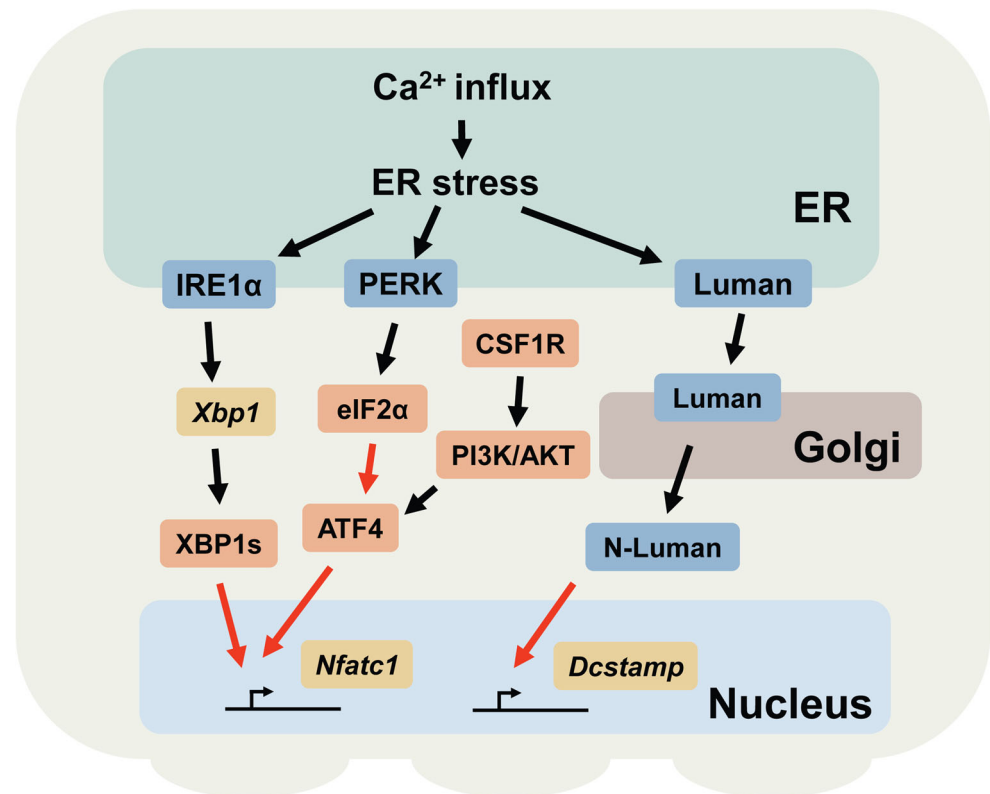 Ca²⁺ influx
ER stress
ER
IRE1α
PERK
Luman
CSF1R
Xbp1
eIF2α
Luman
PI3K/AKT
Golgi
XBP1s
ATF4
N-Luman
Nfatc1
Dcstamp
Nucleus